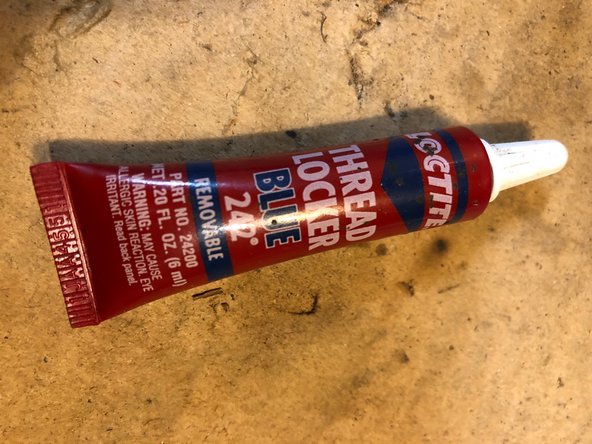 LOCTITE
THREAD
LOCKER
BLUE
242®
REMOVABLE
PART NO. 24200
NET .20 FL. OZ. (6 ml)
WARNING: MAY CAUSE
ALLERGIC SKIN REACTION, EYE
IRRITANT. Read back panel.